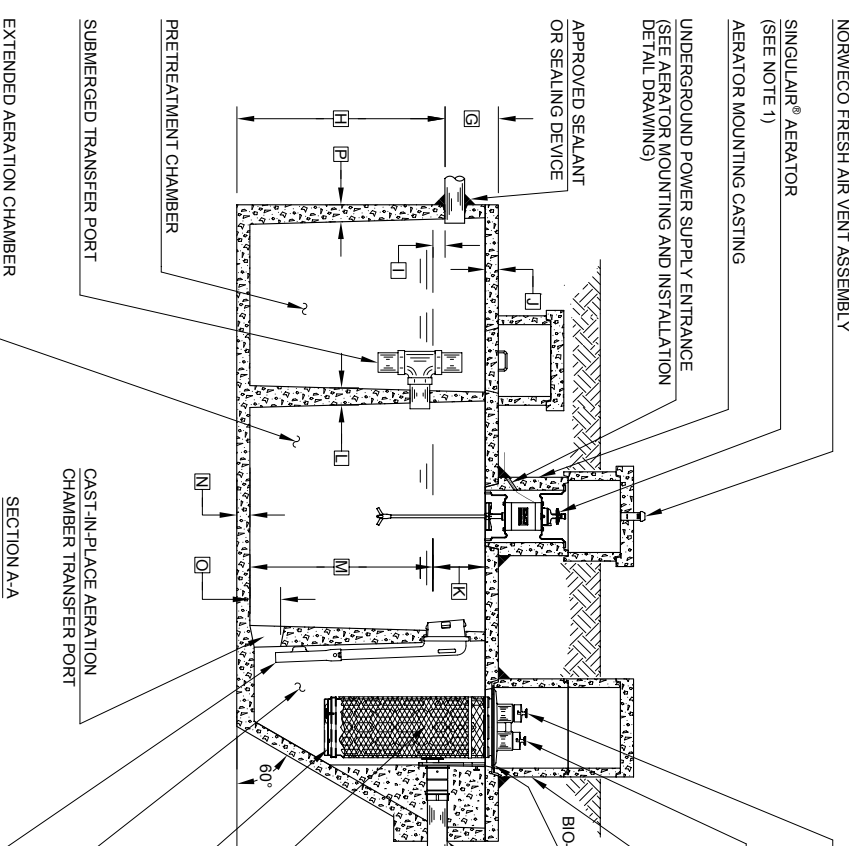 NORWECO FRESH AIR VENT ASSEMBLY
SINGULAIR® AERATOR
(SEE NOTE 1)
AERATOR MOUNTING CASTING
UNDERGROUND POWER SUPPLY ENTRANCE
(SEE AERATOR MOUNTING AND INSTALLATION
DETAIL DRAWING)
APPROVED SEALANT
OR SEALING DEVICE
G
H
P
I
J
PRETREATMENT CHAMBER
SUBMERGED TRANSFER PORT
EXTENDED AERATION CHAMBER
L
K
M
N
O
CAST-IN-PLACE AERATION
CHAMBER TRANSFER PORT
SECTION A-A
60°
BIO-